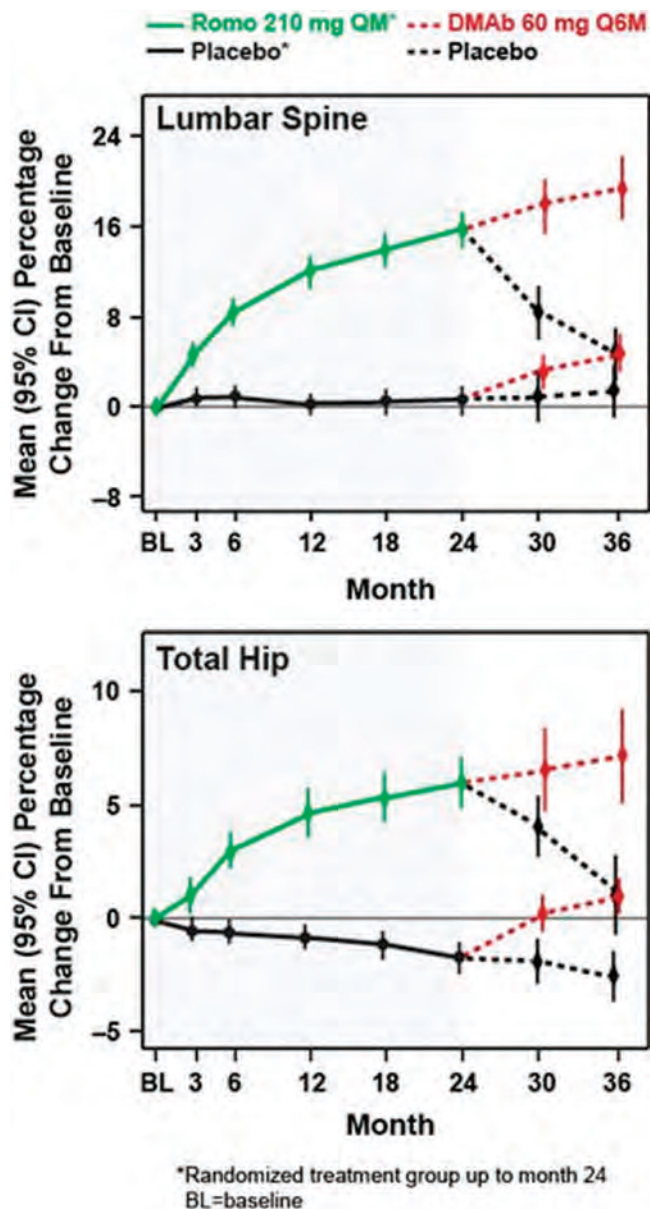 Romo 210 mg QM* DMAb 60 mg Q6M
Placebo* Placebo
Lumbar Spine
Mean (95% CI) Percentage
Change From Baseline
24
16
8
0
–8
BL 3 6 12 18 24 30 36
Month
Total Hip
Mean (95% CI) Percentage
Change From Baseline
10
5
0
–5
BL 3 6 12 18 24 30 36
Month
*Randomized treatment group up to month 24
BL=baseline